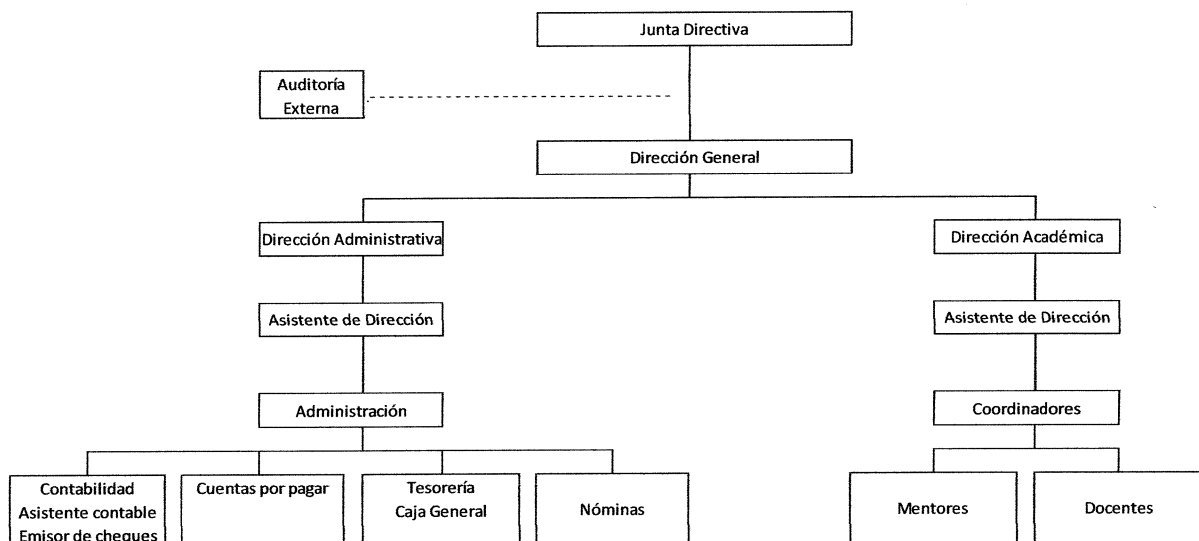 Junta Directiva
Auditoría
Externa
Dirección General
Dirección Administrativa
Dirección Académica
Asistente de Dirección
Asistente de Dirección
Administración
Coordinadores
Contabilidad
Asistente contable
Emisor de cheques
Cuentas por pagar
Tesorería
Caja General
Nóminas
Mentores
Docentes